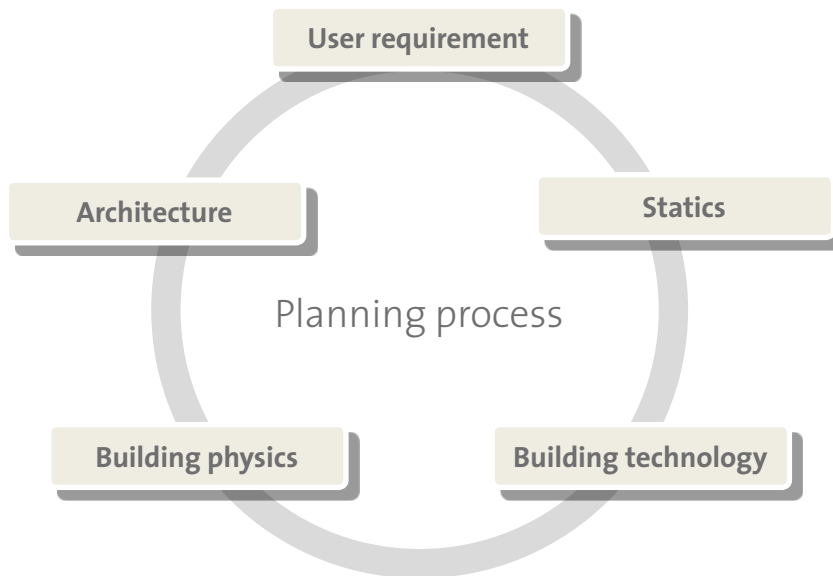 User requirement
Architecture
Statics
Planning process
Building physics
Building technology